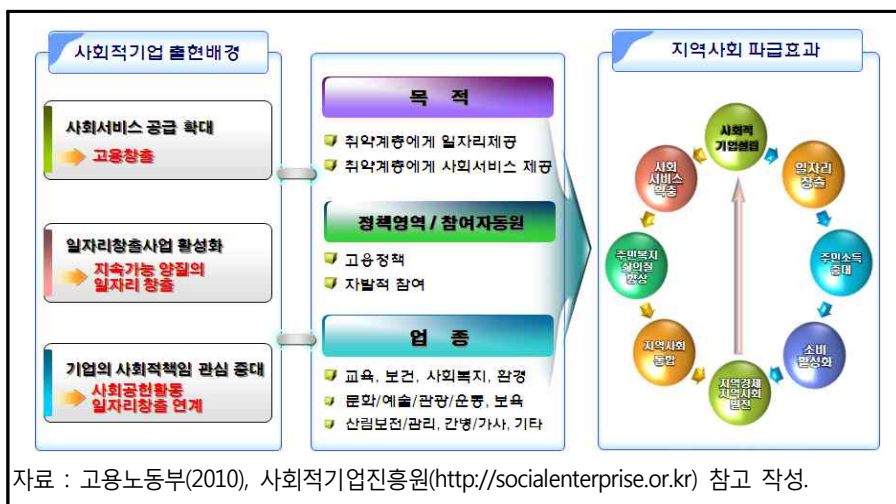 사회적기업 출현배경
사회서비스 공급 확대
고용창출
일자리창출사업 활성화
지속가능 양질의
일자리 창출
기업의 사회적책임 관심 증대
사회공헌활동
일자리창출 연계
목 적
취약계층에게 일자리제공
취약계층에게 사회서비스 제공
정책영역 / 참여자동원
고용정책
자발적 참여
업 종
교육, 보건, 사회복지, 환경
문화/예술/관광/운동, 보육
산림보전/관리, 간병/가사, 기타
지역사회 파급효과
사회적
기업설립
일자리
창출
주민소득
증대
소비
활성화
지역경제
지역사회
발전
지역사회
통합
주민복지
삶의질
향상
사회
서비스
확충
자료 : 고용노동부(2010), 사회적기업진흥원(http://socialenterprise.or.kr) 참고 작성.